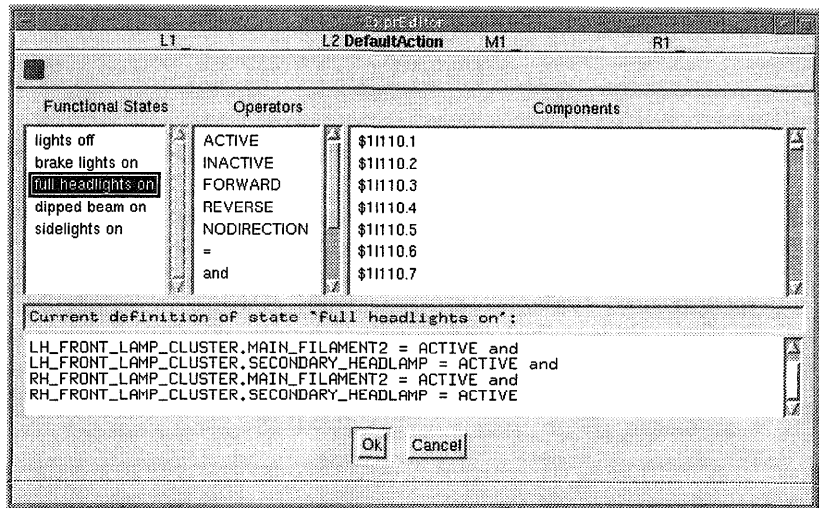 ExprEditor
L1 L2 DefaultAction M1 R1
Functional States Operators Components
lights off ACTIVE $1I110.1
brake lights on INACTIVE $1I110.2
full headlights on FORWARD $1I110.3
dipped beam on REVERSE $1I110.4
sidelights on NODIRECTION $1I110.5
= $1I110.6
and $1I110.7
Current definition of state "full headlights on":
LH_FRONT_LAMP_CLUSTER.MAIN_FILAMENT2 = ACTIVE and
LH_FRONT_LAMP_CLUSTER.SECONDARY_HEADLAMP = ACTIVE and
RH_FRONT_LAMP_CLUSTER.MAIN_FILAMENT2 = ACTIVE and
RH_FRONT_LAMP_CLUSTER.SECONDARY_HEADLAMP = ACTIVE
Ok Cancel